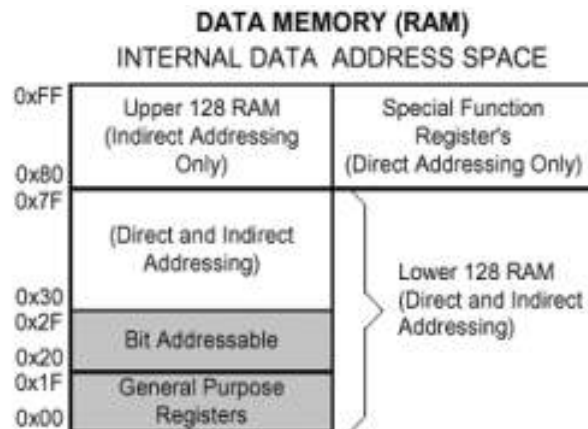 DATA MEMORY (RAM)
INTERNAL DATA ADDRESS SPACE
0xFF
Upper 128 RAM
(Indirect Addressing
Only)
0x80
Special Function
Register's
(Direct Addressing Only)
0x7F
(Direct and Indirect
Addressing)
0x30
Lower 128 RAM
(Direct and Indirect
Addressing)
0x2F
Bit Addressable
0x20
0x1F
General Purpose
Registers
0x00